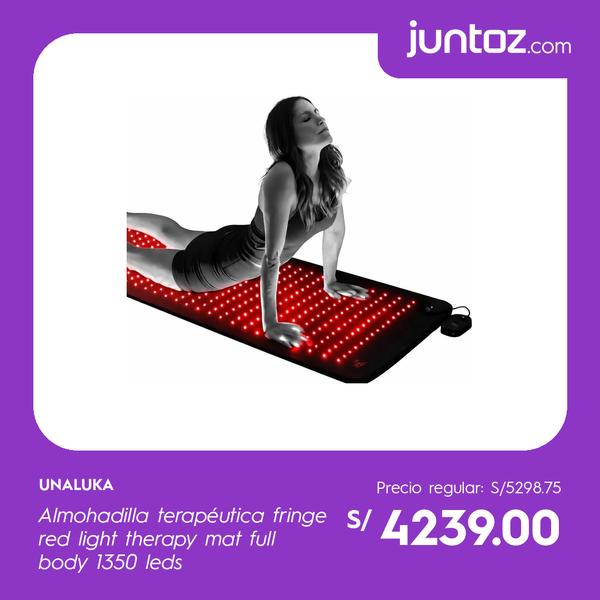 juntoz.com
UNALUKA
Almohadilla terapéutica fringe
red light therapy mat full
body 1350 leds
Precio regular: S/5298.75
S/ 4239.00